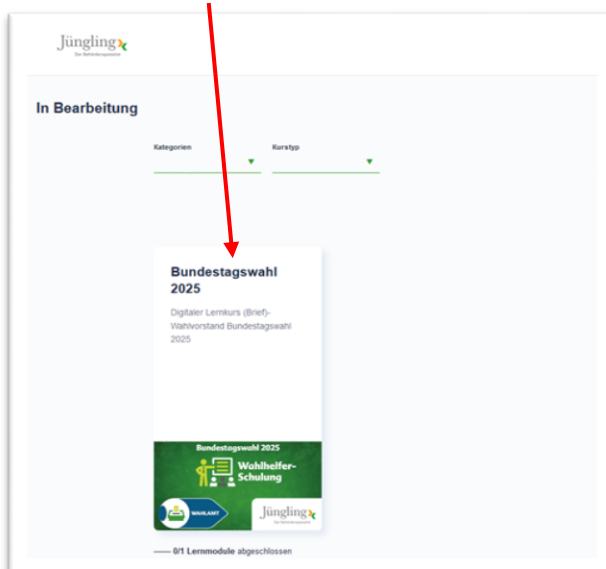 Jüngling
In Bearbeitung
Kategorien
Kurstyp
Bundestagswahl
2025
Digitaler Lernkurs (Brief)-
Wahlvorstand Bundestagswahl
2025
Bundestagswahl 2025
Wahlhelfer-
Schulung
WAHLAMT
Jüngling
0/1 Lernmodule abgeschlossen